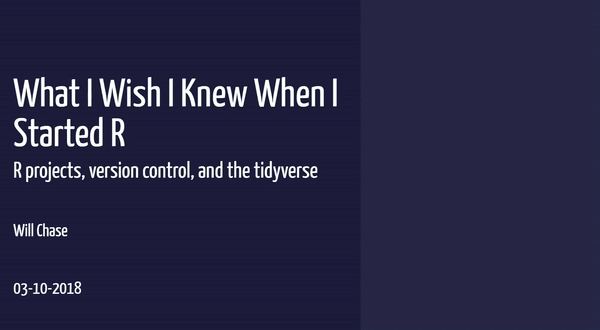 What I Wish I Knew When I
Started R
R projects, version control, and the tidyverse
Will Chase
03-10-2018